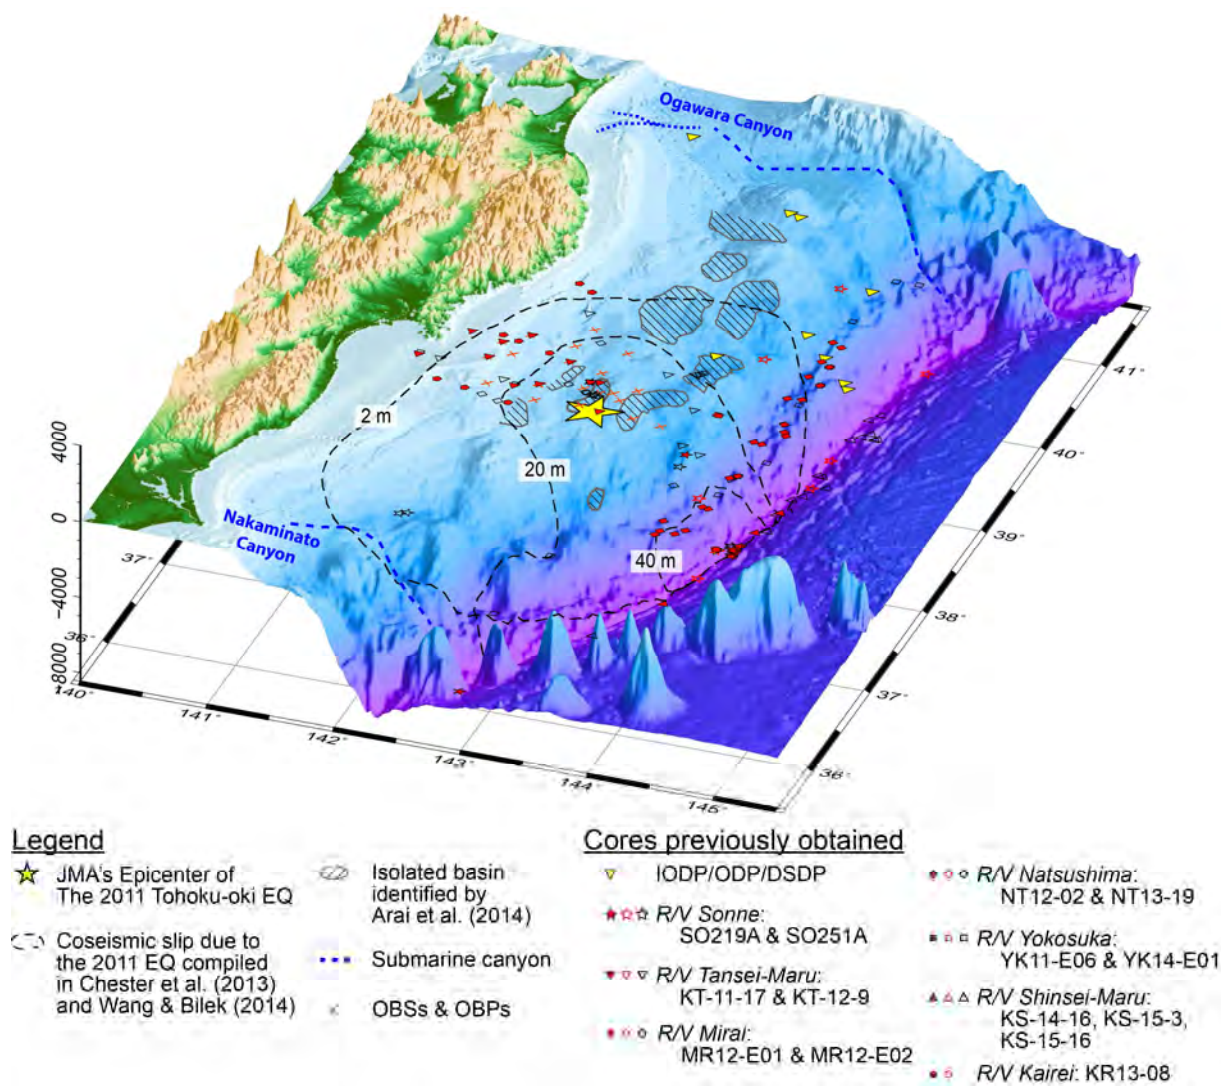 Ogawara Canyon
2 m
20 m
40 m
Nakaminato
Canyon
4000
0
−4000
−8000
37°
36°
140°
141°
142°
143°
144°
145°
41°
40°
39°
38°
37°
36°
Legend
JMA's Epicenter of
The 2011 Tohoku-oki EQ
Coseismic slip due to
the 2011 EQ compiled
in Chester et al. (2013)
and Wang & Bilek (2014)
Isolated basin
identified by
Arai et al. (2014)
Submarine canyon
OBSs & OBPs
Cores previously obtained
IODP/ODP/DSDP
R/V Sonne:
SO219A & SO251A
R/V Tansei-Maru:
KT-11-17 & KT-12-9
R/V Mirai:
MR12-E01 & MR12-E02
R/V Natsushima:
NT12-02 & NT13-19
R/V Yokosuka:
YK11-E06 & YK14-E01
R/V Shinsei-Maru:
KS-14-16, KS-15-3,
KS-15-16
R/V Kairei: KR13-08